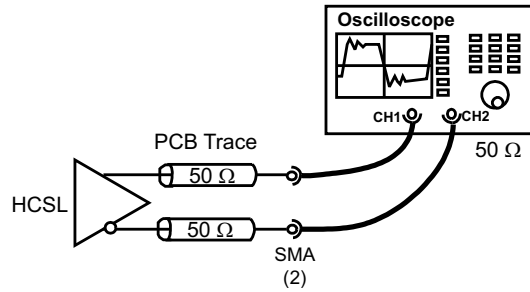 Oscilloscope
CH1
CH2
50 Ω
PCB Trace
50 Ω
HCSL
50 Ω
SMA
(2)